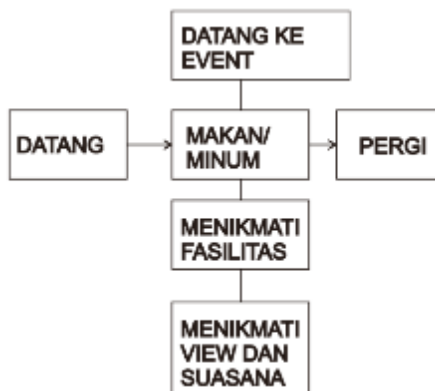 DATANG KE
EVENT
DATANG
MAKAN/
MINUM
PERGI
MENIKMATI
FASILITAS
MENIKMATI
VIEW DAN
SUASANA